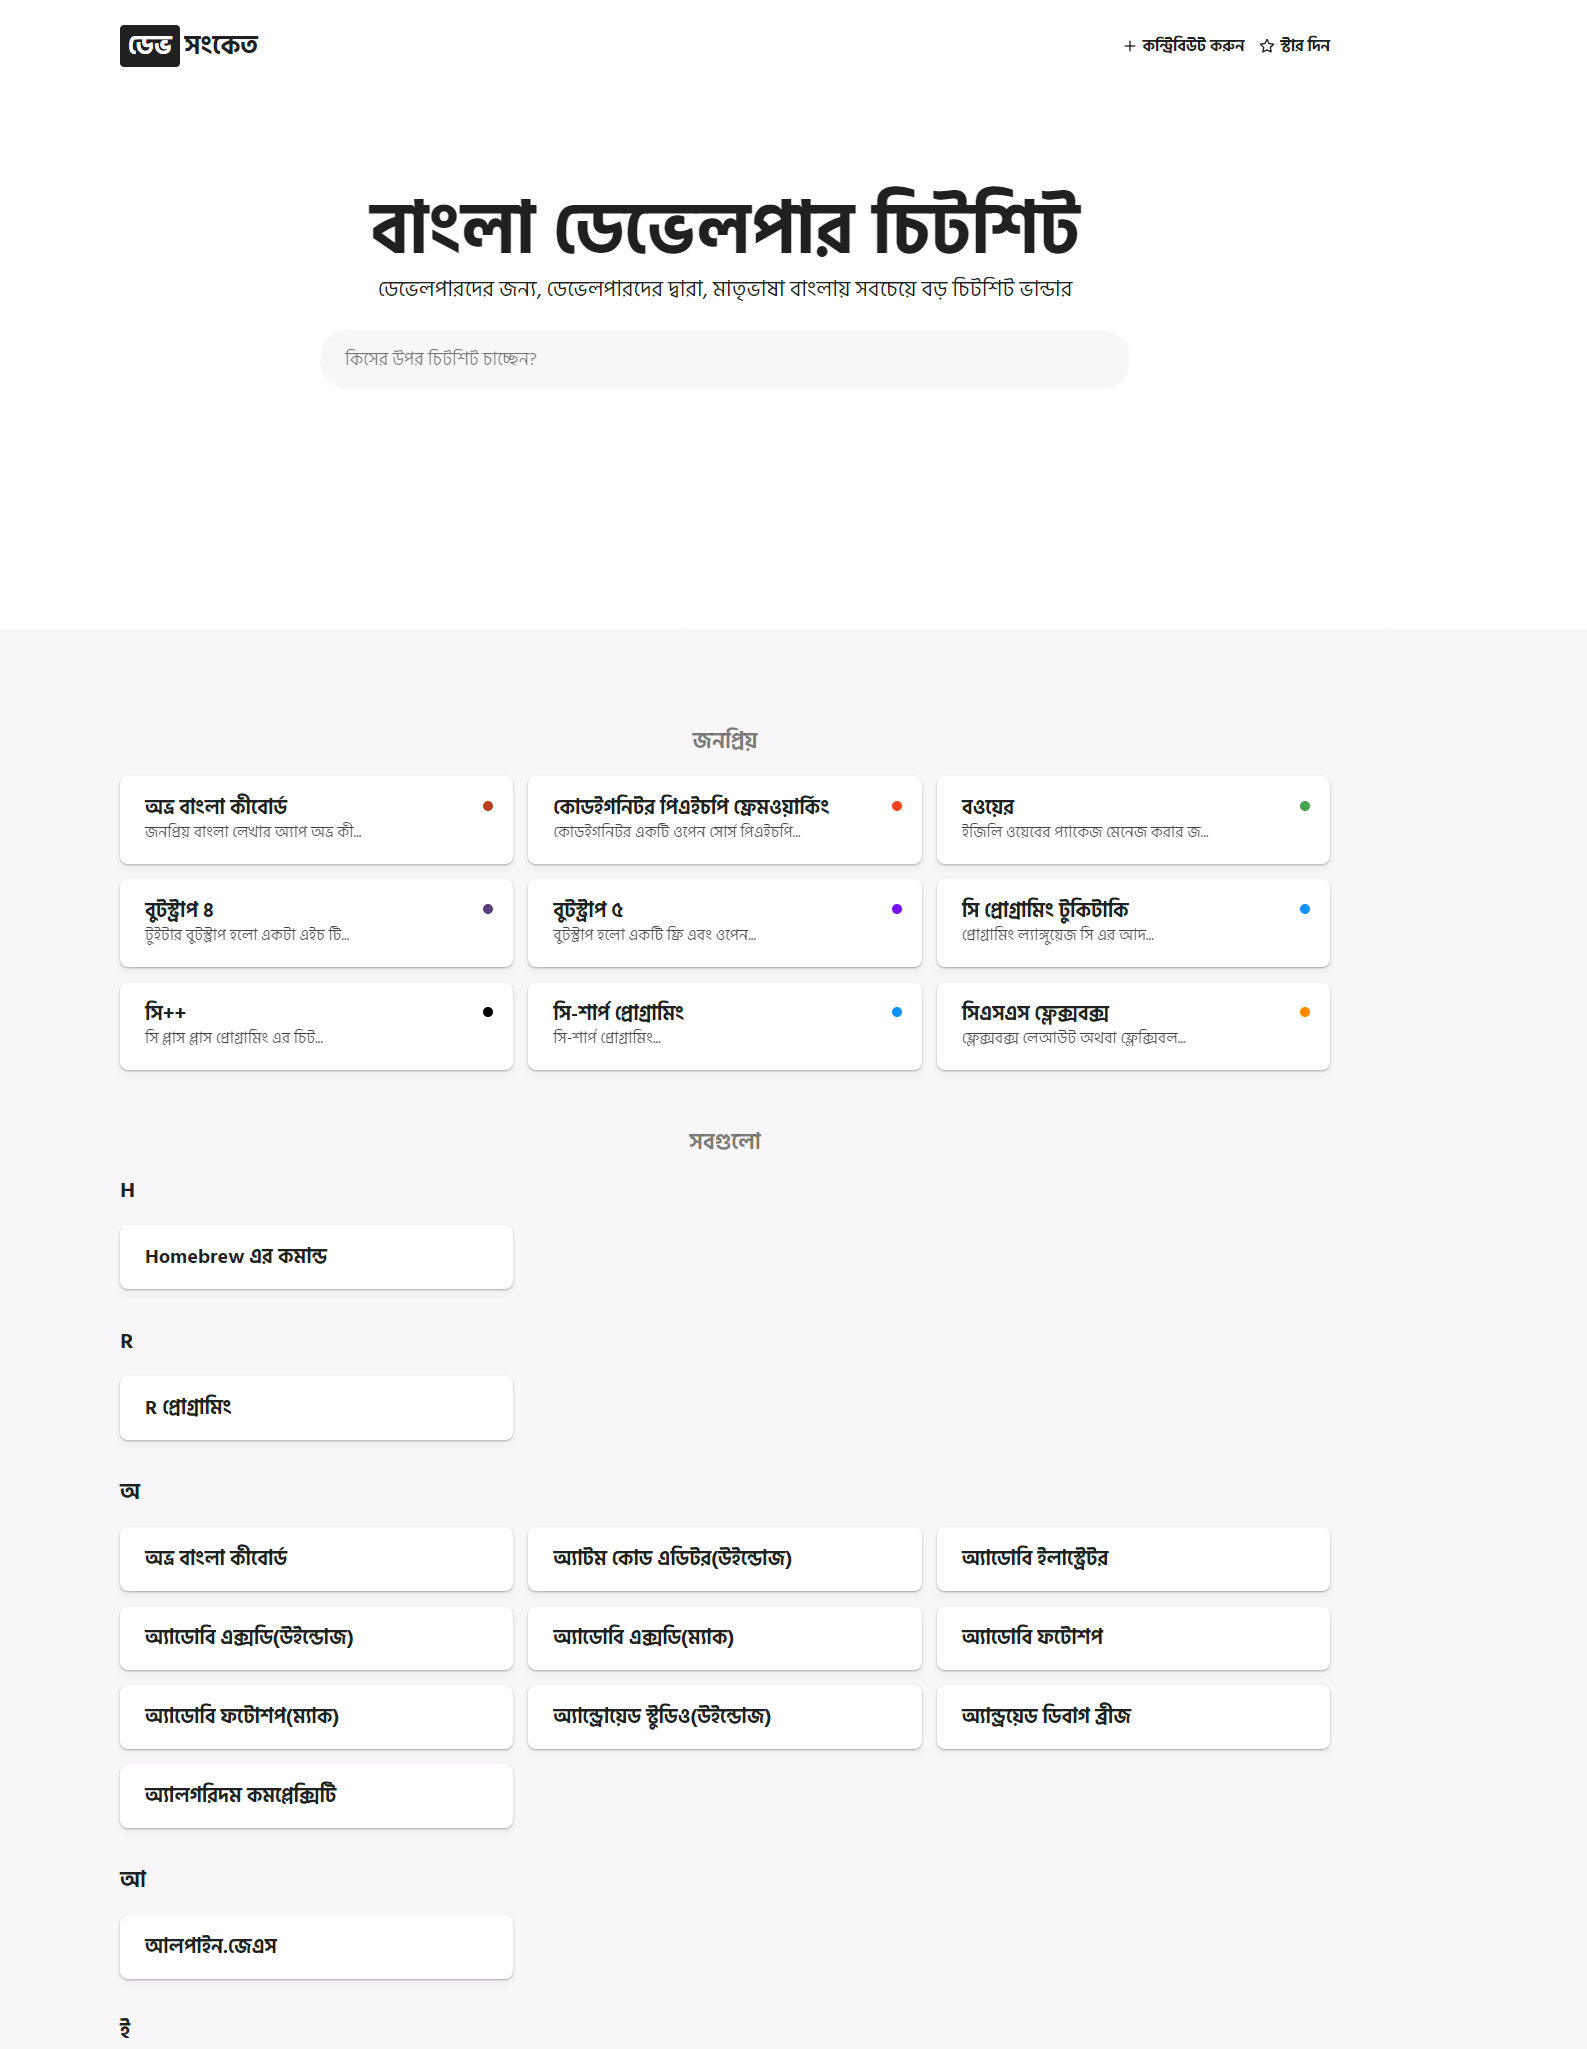 ডেভ সংকেত
+ কন্ট্রিবিউট করুন ☆ স্টার দিন
বাংলা ডেভেলপার চিটশিট
ডেভেলপারদের জন্য, ডেভেলপারদের দ্বারা, মাতৃভাষা বাংলায় সবচেয়ে বড় চিটশিট ভান্ডার
কিসের উপর চিটশিট চাচ্ছেন?
জনপ্রিয়
অভ্র বাংলা কীবোর্ড
জনপ্রিয় বাংলা লেখার অ্যাপ অভ্র কী...
কোডইগনিটর পিএইচপি ফ্রেমওয়ার্কিং
কোডইগনিটর একটি ওপেন সোর্স পিএইচপি...
বওয়ের
ইজিলি ওয়েবের প্যাকেজ মেনেজ করার জ...
বুটস্ট্রাপ ৪
টুইটার বুটস্ট্রাপ হলো একটা এইচ টি...
বুটস্ট্রাপ ৫
বুটস্ট্রাপ হলো একটি ফ্রি এবং ওপেন...
সি প্রোগ্রামিং টুকিটাকি
প্রোগ্রামিং ল্যাঙ্গুয়েজ সি এর আদ...
সি++
সি প্লাস প্লাস প্রোগ্রামিং এর চিট...
সি-শার্প প্রোগ্রামিং
সি-শার্প প্রোগ্রামিং...
সিএসএস ফ্লেক্সবক্স
ফ্লেক্সবক্স লেআউট অথবা ফ্লেক্সিবল...
সবগুলো
H
Homebrew এর কমান্ড
R
R প্রোগ্রামিং
অ
অভ্র বাংলা কীবোর্ড
অ্যাটম কোড এডিটর(উইন্ডোজ)
অ্যাডোবি ইলাস্ট্রেটর
অ্যাডোবি এক্সডি(উইন্ডোজ)
অ্যাডোবি এক্সডি(ম্যাক)
অ্যাডোবি ফটোশপ
অ্যাডোবি ফটোশপ(ম্যাক)
অ্যান্ড্রোয়েড স্টুডিও(উইন্ডোজ)
অ্যান্ড্রয়েড ডিবাগ ব্রীজ
অ্যালগরিদম কমপ্লেক্সিটি
আ
আলপাইন.জেএস
ই